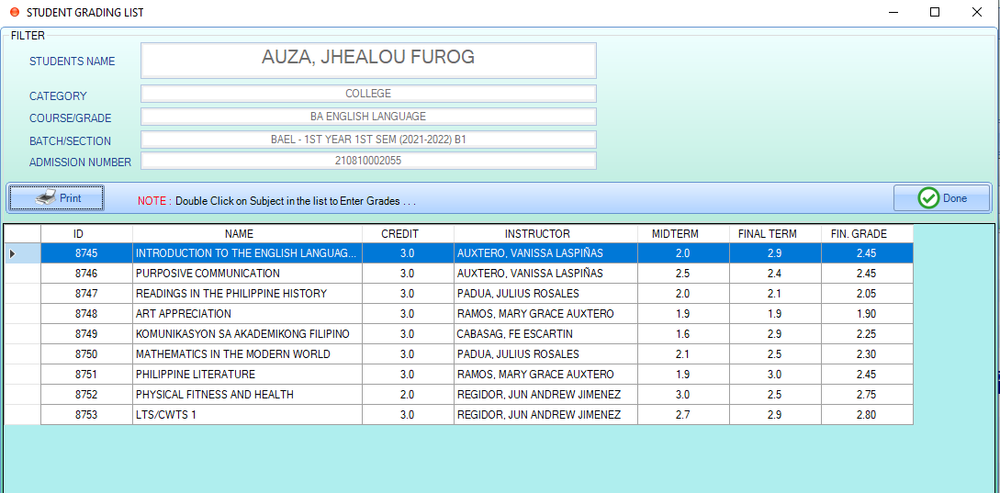 STUDENT GRADING LIST
FILTER
STUDENTS NAME AUZA, JHEALOU FUROG
CATEGORY COLLEGE
COURSE/GRADE BA ENGLISH LANGUAGE
BATCH/SECTION BAEL - 1ST YEAR 1ST SEM (2021-2022) B1
ADMISSION NUMBER 210810002055
Print NOTE : Double Click on Subject in the list to Enter Grades . . . Done
ID NAME CREDIT INSTRUCTOR MIDTERM FINAL TERM FIN. GRADE
8745 INTRODUCTION TO THE ENGLISH LANGUAG... 3.0 AUXTERO, VANISSA LASPIÑAS 2.0 2.9 2.45
8746 PURPOSIVE COMMUNICATION 3.0 AUXTERO, VANISSA LASPIÑAS 2.5 2.4 2.45
8747 READINGS IN THE PHILIPPINE HISTORY 3.0 PADUA, JULIUS ROSALES 2.0 2.1 2.05
8748 ART APPRECIATION 3.0 RAMOS, MARY GRACE AUXTERO 1.9 1.9 1.90
8749 KOMUNIKASYON SA AKADEMIKONG FILIPINO 3.0 CABASAG, FE ESCARTIN 1.6 2.9 2.25
8750 MATHEMATICS IN THE MODERN WORLD 3.0 PADUA, JULIUS ROSALES 2.1 2.5 2.30
8751 PHILIPPINE LITERATURE 3.0 RAMOS, MARY GRACE AUXTERO 1.9 3.0 2.45
8752 PHYSICAL FITNESS AND HEALTH 2.0 REGIDOR, JUN ANDREW JIMENEZ 3.0 2.5 2.75
8753 LTS/CWTS 1 3.0 REGIDOR, JUN ANDREW JIMENEZ 2.7 2.9 2.80